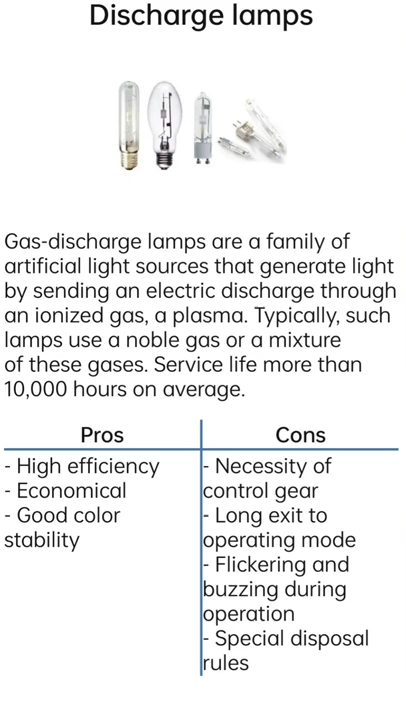 Discharge lamps
Gas-discharge lamps are a family of
artificial light sources that generate light
by sending an electric discharge through
an ionized gas, a plasma. Typically, such
lamps use a noble gas or a mixture
of these gases. Service life more than
10,000 hours on average.
Pros
- High efficiency
- Economical
- Good color
stability
Cons
- Necessity of
control gear
- Long exit to
operating mode
- Flickering and
buzzing during
operation
- Special disposal
rules